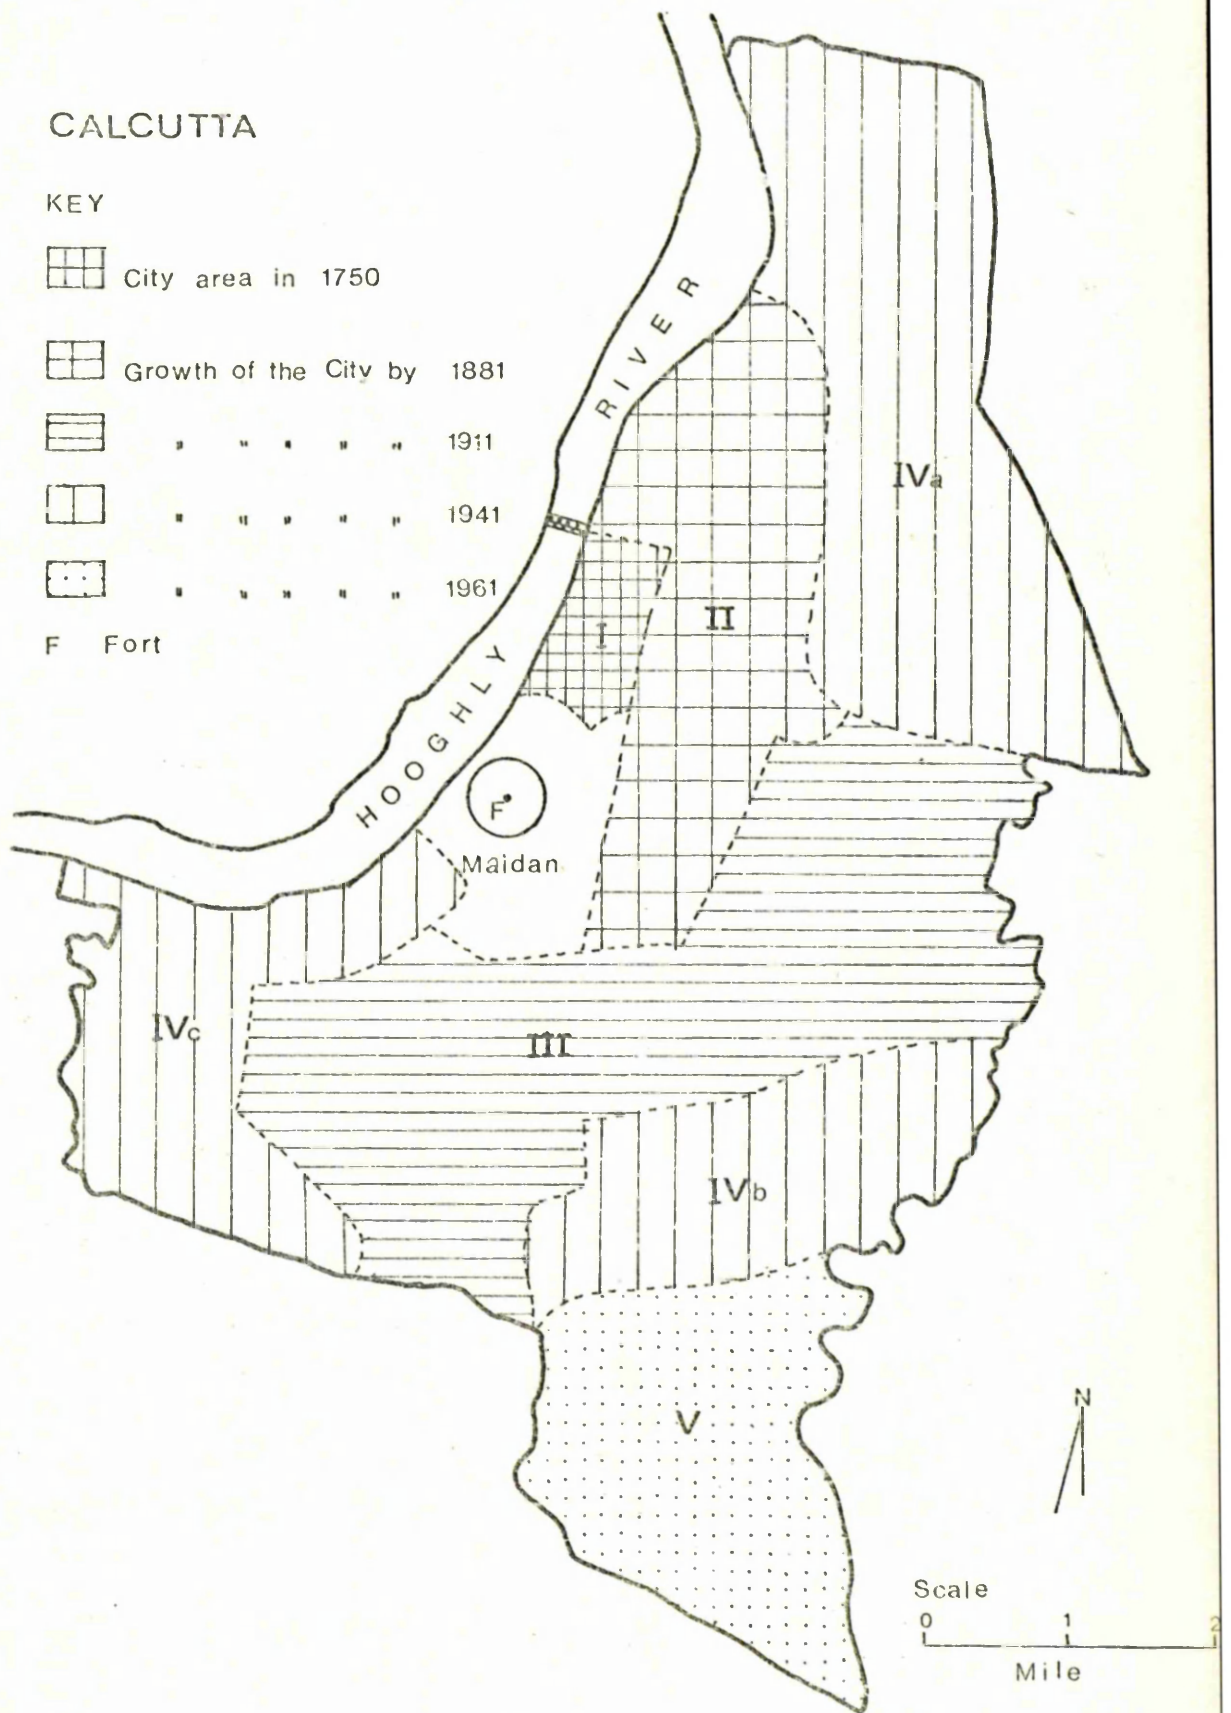 CALCUTTA
KEY
City area in 1750
Growth of the City by 1881
" " " " " 1911
" " " " " 1941
" " " " " 1961
F Fort
HOOGHLY RIVER
I
II
III
IVa
IVb
IVc
V
F
Maidan
N
Scale
0 1 2
Mile